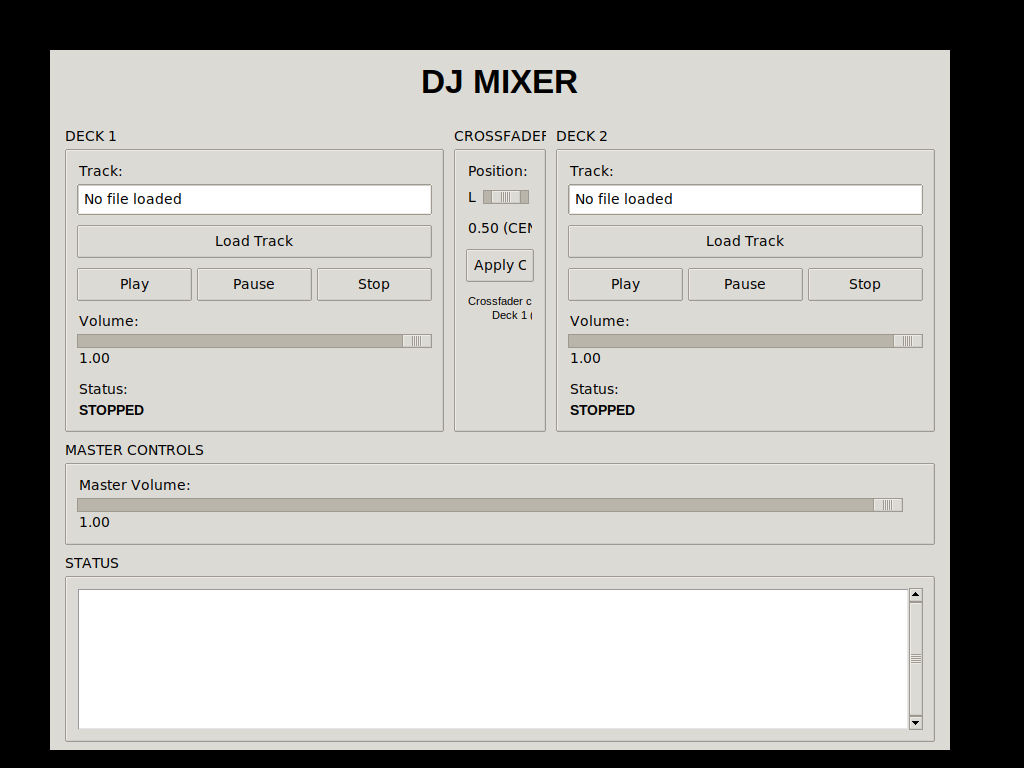 DJ MIXER
DECK 1
Track:
No file loaded
Load Track
Play Pause Stop
Volume:
1.00
Status:
STOPPED
CROSSFADER
Position:
L
0.50 (CEN
Apply C
Crossfader c
Deck 1 (
DECK 2
Track:
No file loaded
Load Track
Play Pause Stop
Volume:
1.00
Status:
STOPPED
MASTER CONTROLS
Master Volume:
1.00
STATUS